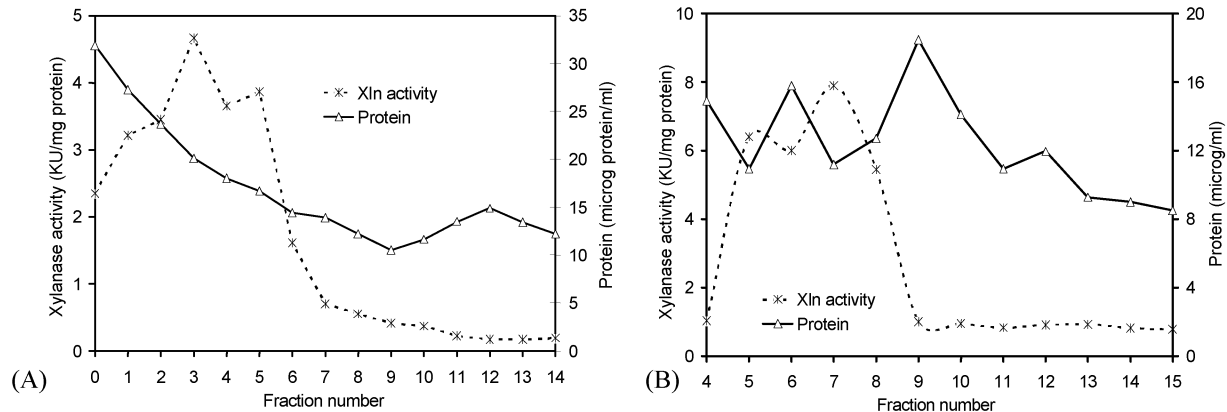 5
4
3
2
1
0
Xylanase activity (KU/mg protein)
35
30
25
20
15
10
5
0
Protein (microg protein/ml)
Xln activity
Protein
0 1 2 3 4 5 6 7 8 9 10 11 12 13 14
Fraction number
(A)
10
8
6
4
2
0
Xylanase activity (KU/mg protein)
20
16
12
8
4
0
Protein (microg/ml)
Xln activity
Protein
4 5 6 7 8 9 10 11 12 13 14 15
Fraction number
(B)